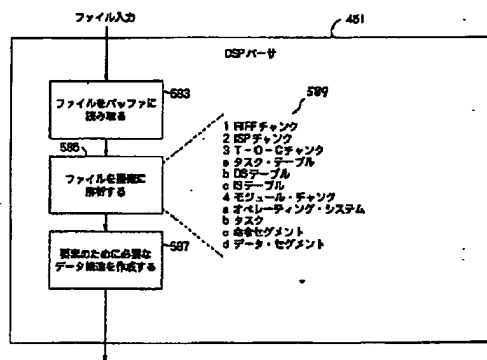 ファイル入力
451
DSPパーサ
583
ファイルをバッファに
読み取る
589
585
ファイルを要素に
解析する
1 RIFFチャンク
2 ISPチャンク
3 T-O-Cチャンク
a タスク・テーブル
b DSテーブル
c ISテーブル
4 モジュール・チャンク
a オペレーティング・システム
b タスク
c 命令セグメント
d データ・セグメント
587
要素のために必要な
データ構造を作成する